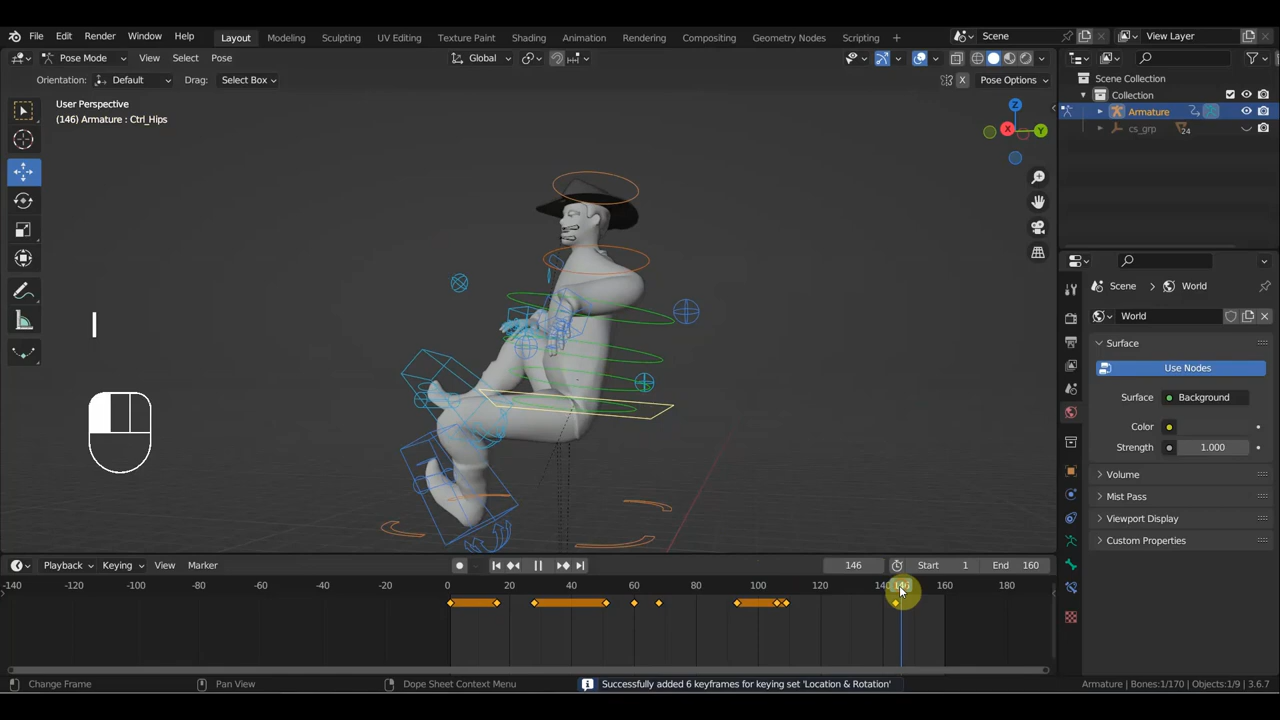 File Edit Render Window Help Layout Modeling Sculpting UV Editing Texture Paint Shading Animation Rendering Compositing Geometry Nodes Scripting + Scene View Layer
Pose Mode View Select Pose Global
Orientation: Default Drag: Select Box X Pose Options
Scene Collection
Collection
Armature
cs_grp 24
User Perspective
(146) Armature : Ctrl_Hips
Z
X Y
Scene World
World
Surface
Use Nodes
Surface Background
Color
Strength 1.000
Volume
Mist Pass
Viewport Display
Custom Properties
I
Playback Keying View Marker 146 Start 1 End 160
-140 -120 -100 -80 -60 -40 -20 0 20 40 60 80 100 120 140 146 160 180
Change Frame Pan View Dope Sheet Context Menu Successfully added 6 keyframes for keying set 'Location & Rotation' Armature | Bones:1/170 | Objects:1/9 | 3.6.7